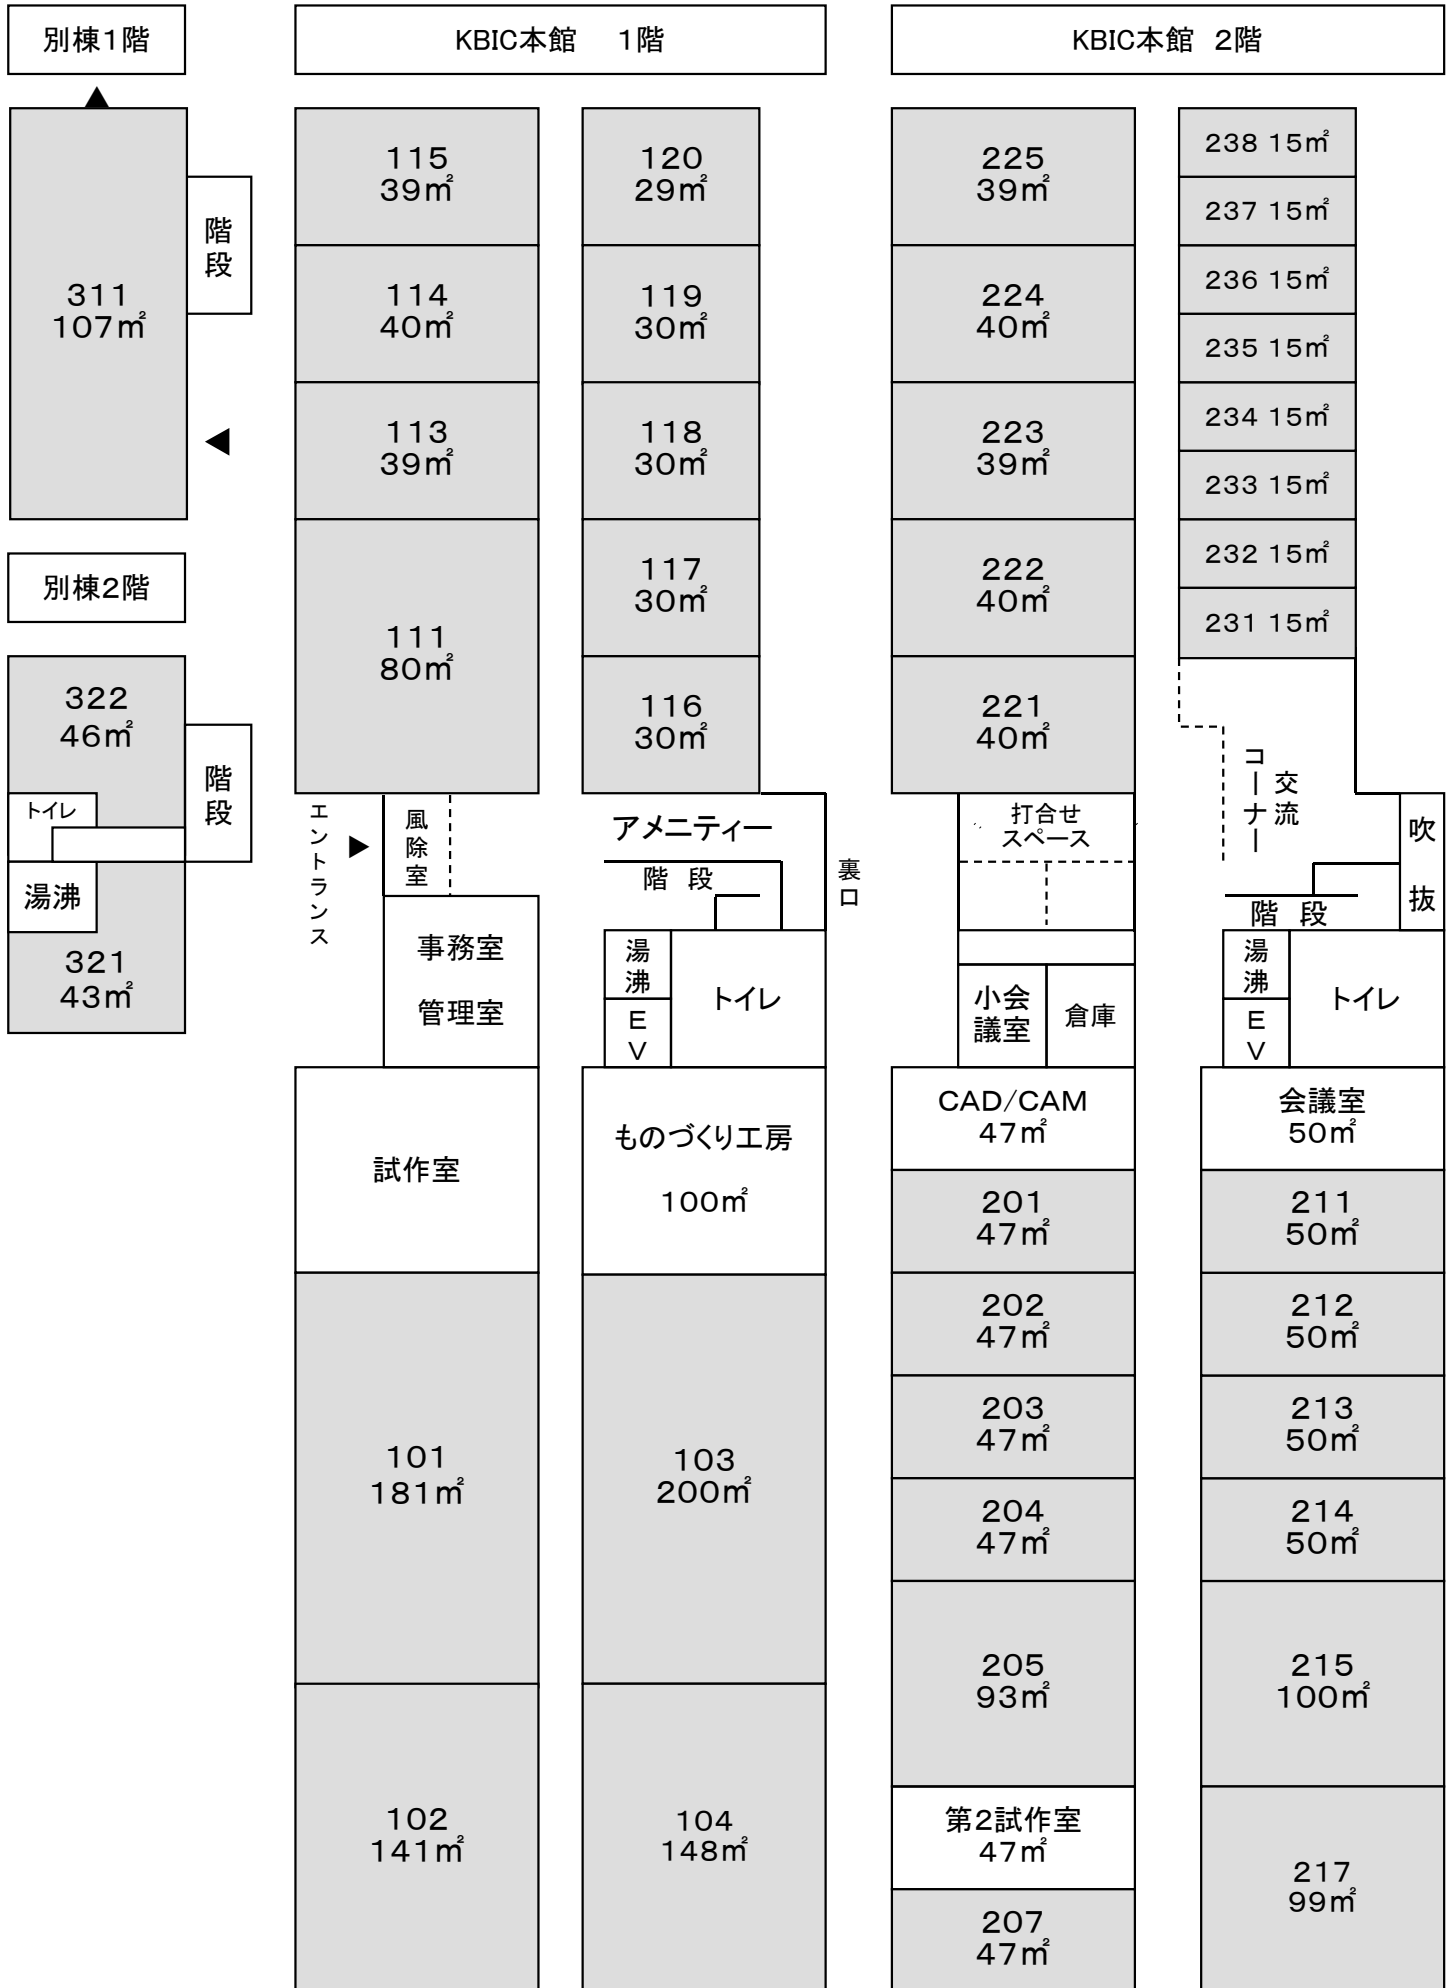 別棟1階
311
107㎡
階
段
別棟2階
322
46㎡
階
段
トイレ
湯沸
321
43㎡
KBIC本館 1階
115
39㎡
114
40㎡
113
39㎡
111
80㎡
エントランス
風除室
事務室
管理室
試作室
101
181㎡
102
141㎡
120
29㎡
119
30㎡
118
30㎡
117
30㎡
116
30㎡
アメニティー
階 段
裏口
湯沸
EV
トイレ
ものづくり工房
100㎡
103
200㎡
104
148㎡
KBIC本館 2階
225
39㎡
224
40㎡
223
39㎡
222
40㎡
221
40㎡
打合せ
スペース
小会
議室
倉庫
CAD/CAM
47㎡
201
47㎡
202
47㎡
203
47㎡
204
47㎡
205
93㎡
第2試作室
47㎡
207
47㎡
238 15㎡
237 15㎡
236 15㎡
235 15㎡
234 15㎡
233 15㎡
232 15㎡
231 15㎡
交流
コーナー
吹
抜
階 段
湯沸
EV
トイレ
会議室
50㎡
211
50㎡
212
50㎡
213
50㎡
214
50㎡
215
100㎡
217
99㎡